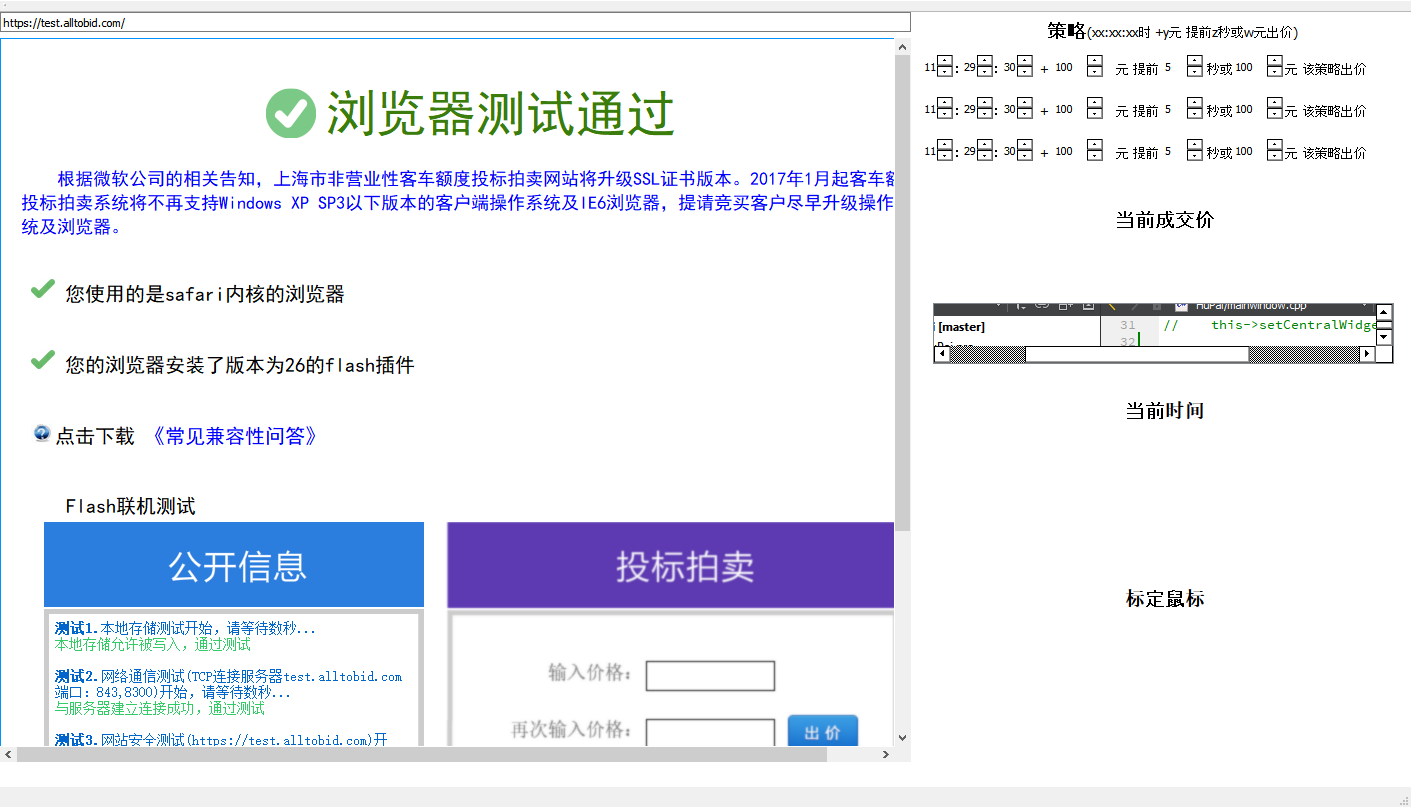 https://test.alltobid.com/
浏览器测试通过
根据微软公司的相关告知，上海市非营业性客车额度投标拍卖网站将升级SSL证书版本。2017年1月起客车
投标拍卖系统将不再支持Windows XP SP3以下版本的客户端操作系统及IE6浏览器，提请竞买客户尽早升级操作
统及浏览器。
您使用的是safari内核的浏览器
您的浏览器安装了版本为26的flash插件
点击下载 《常见兼容性问答》
Flash联机测试
公开信息
测试1.本地存储测试开始，请等待数秒...
本地存储允许被写入，通过测试
测试2.网络通信测试(TCP连接服务器test.alltobid.com
端口：843,8300)开始，请等待数秒...
与服务器建立连接成功，通过测试
测试3.网站安全测试(https://test.alltobid.com)开
投标拍卖
输入价格：
再次输入价格：
出价
策略(xx:xx:xx时 +y元 提前z秒或w元出价)
11 : 29 : 30 + 100 元 提前 5 秒或 100 元 该策略出价
11 : 29 : 30 + 100 元 提前 5 秒或 100 元 该策略出价
11 : 29 : 30 + 100 元 提前 5 秒或 100 元 该策略出价
当前成交价
HuPai/mainwindow.cpp
[master]
31 // this->setCentralWidge
32
当前时间
标定鼠标